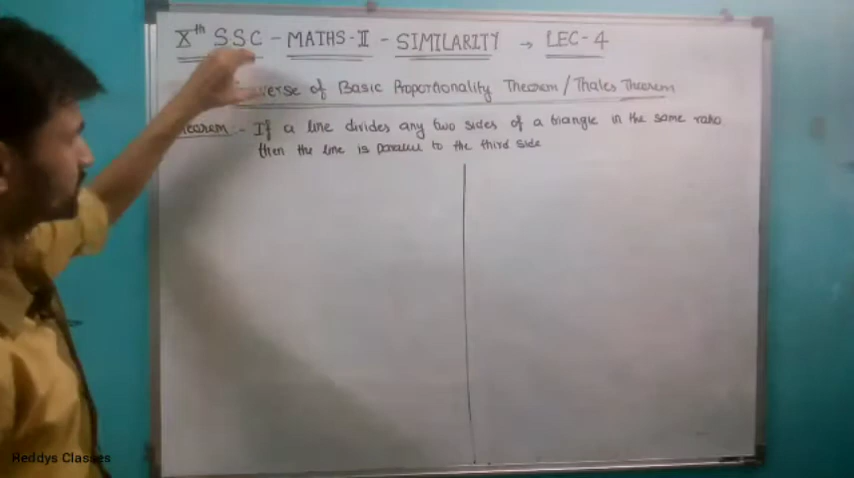 Xth SSC - MATHS-II - SIMILARITY → LEC-4
verse of Basic Proportionality Theorem / Thales Theorem
eorem :- If a line divides any two sides of a triangle in the same ratio
then the line is parallel to the third side
Reddys Classes